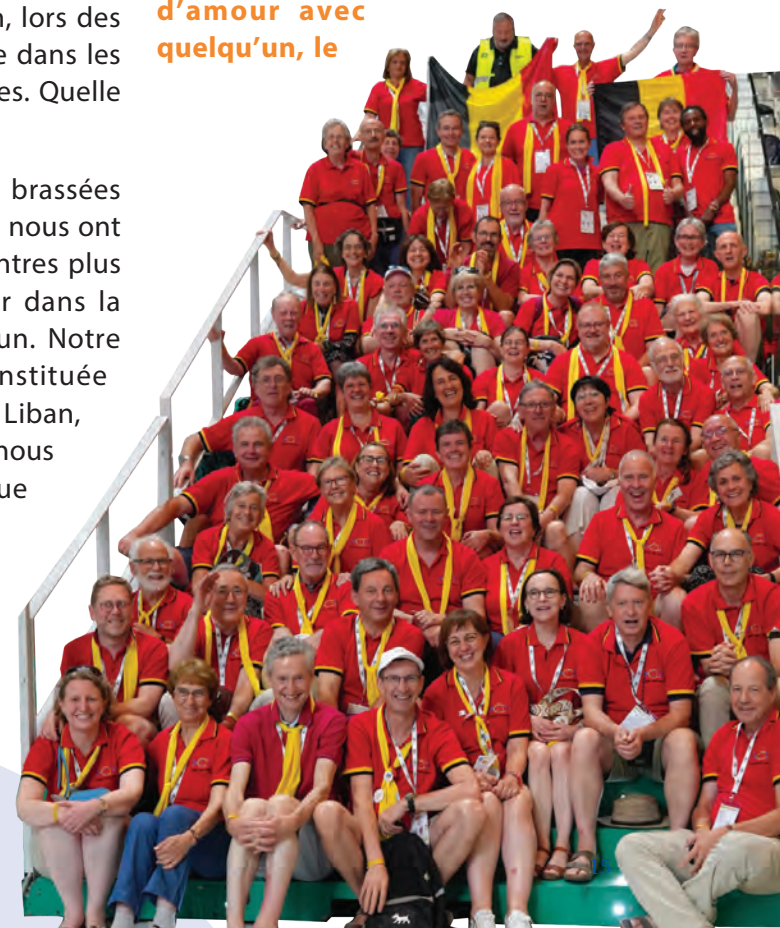 n, lors des
e dans les
es. Quelle
brassées
nous ont
ntres plus
r dans la
un. Notre
nstituée
Liban,
nous
ue
d'amour avec
quelqu'un, le
15